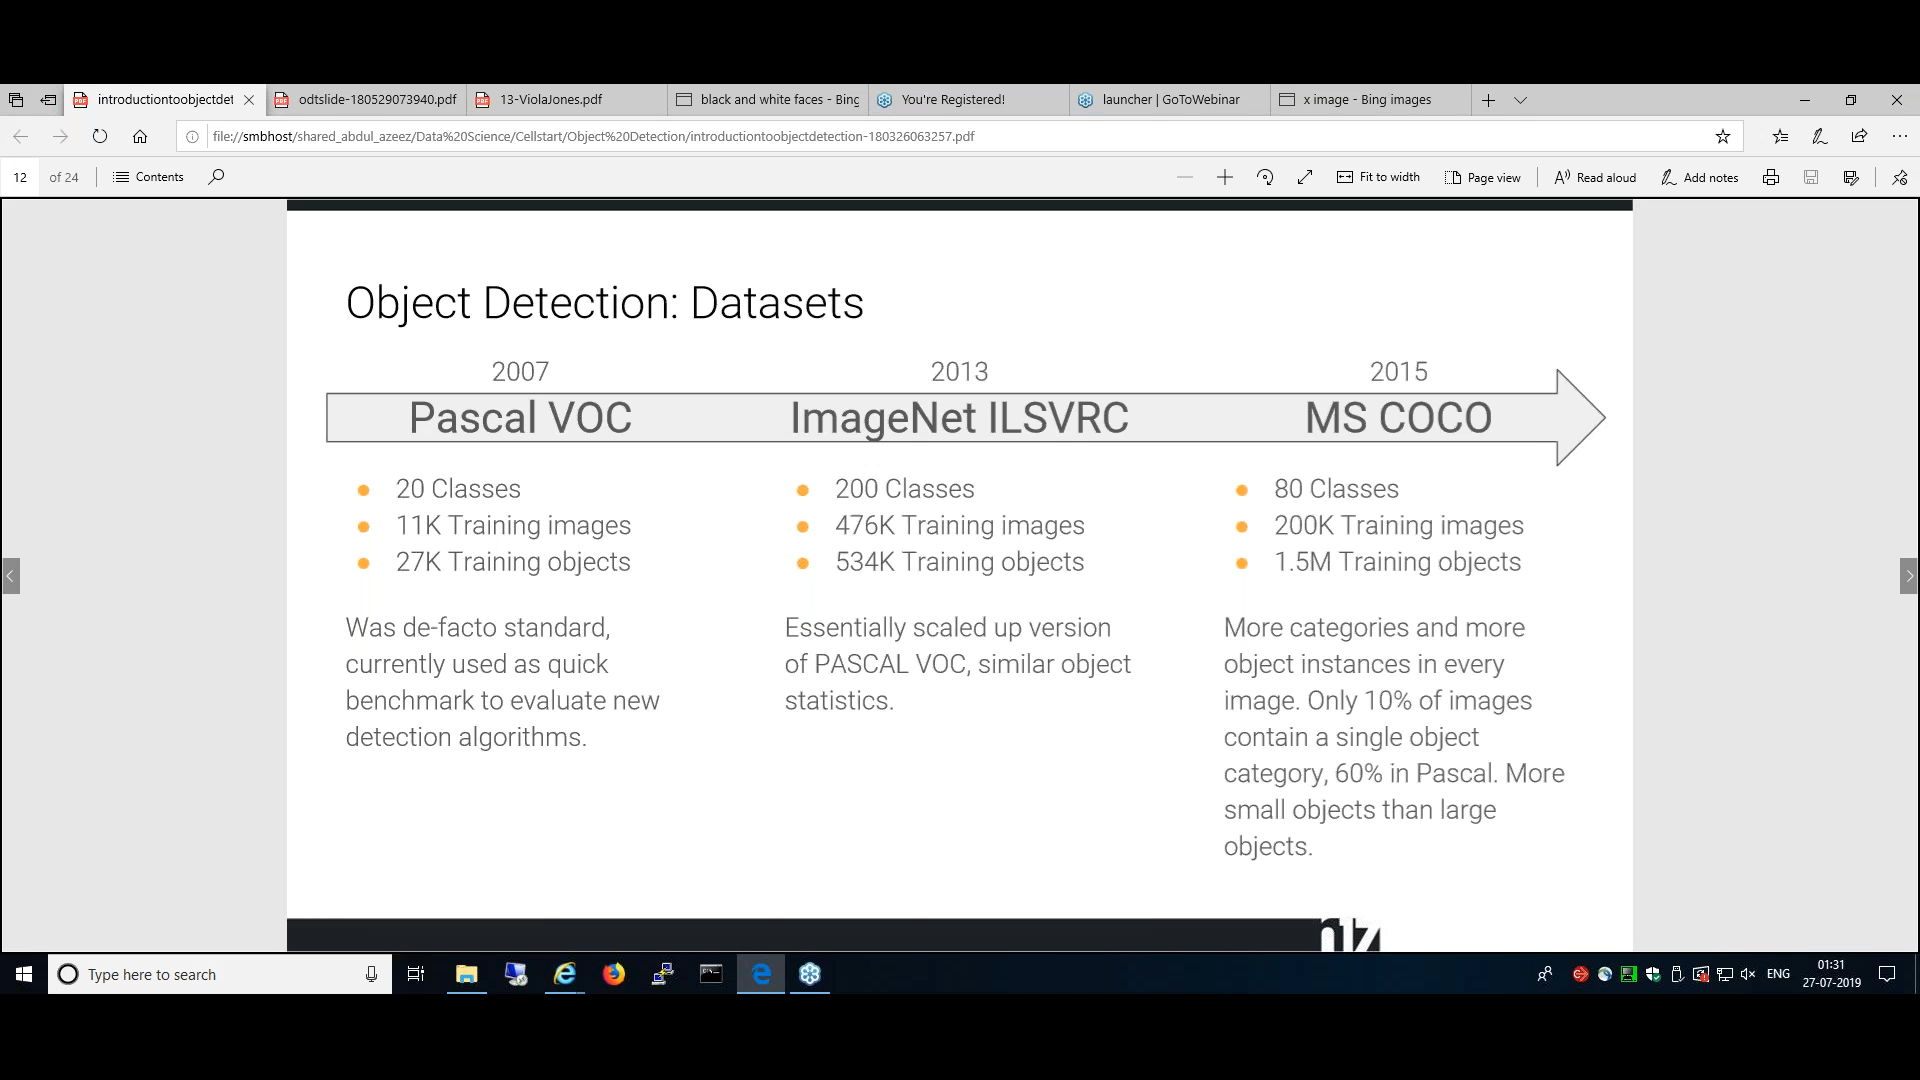 introductiontoobjectdet
odtslide-180529073940.pdf
13-ViolaJones.pdf
black and white faces - Bing
You're Registered!
launcher | GoToWebinar
x image - Bing images
file://smbhost/shared_abdul_azeez/Data%20Science/Cellstart/Object%20Detection/introductiontoobjectdetection-180326063257.pdf
12 of 24
Contents
Fit to width
Page view
Read aloud
Add notes
Object Detection: Datasets
2007
Pascal VOC
20 Classes
11K Training images
27K Training objects
Was de-facto standard,
currently used as quick
benchmark to evaluate new
detection algorithms.
2013
ImageNet ILSVRC
200 Classes
476K Training images
534K Training objects
Essentially scaled up version
of PASCAL VOC, similar object
statistics.
2015
MS COCO
80 Classes
200K Training images
1.5M Training objects
More categories and more
object instances in every
image. Only 10% of images
contain a single object
category, 60% in Pascal. More
small objects than large
objects.
Type here to search
ENG
01:31
27-07-2019